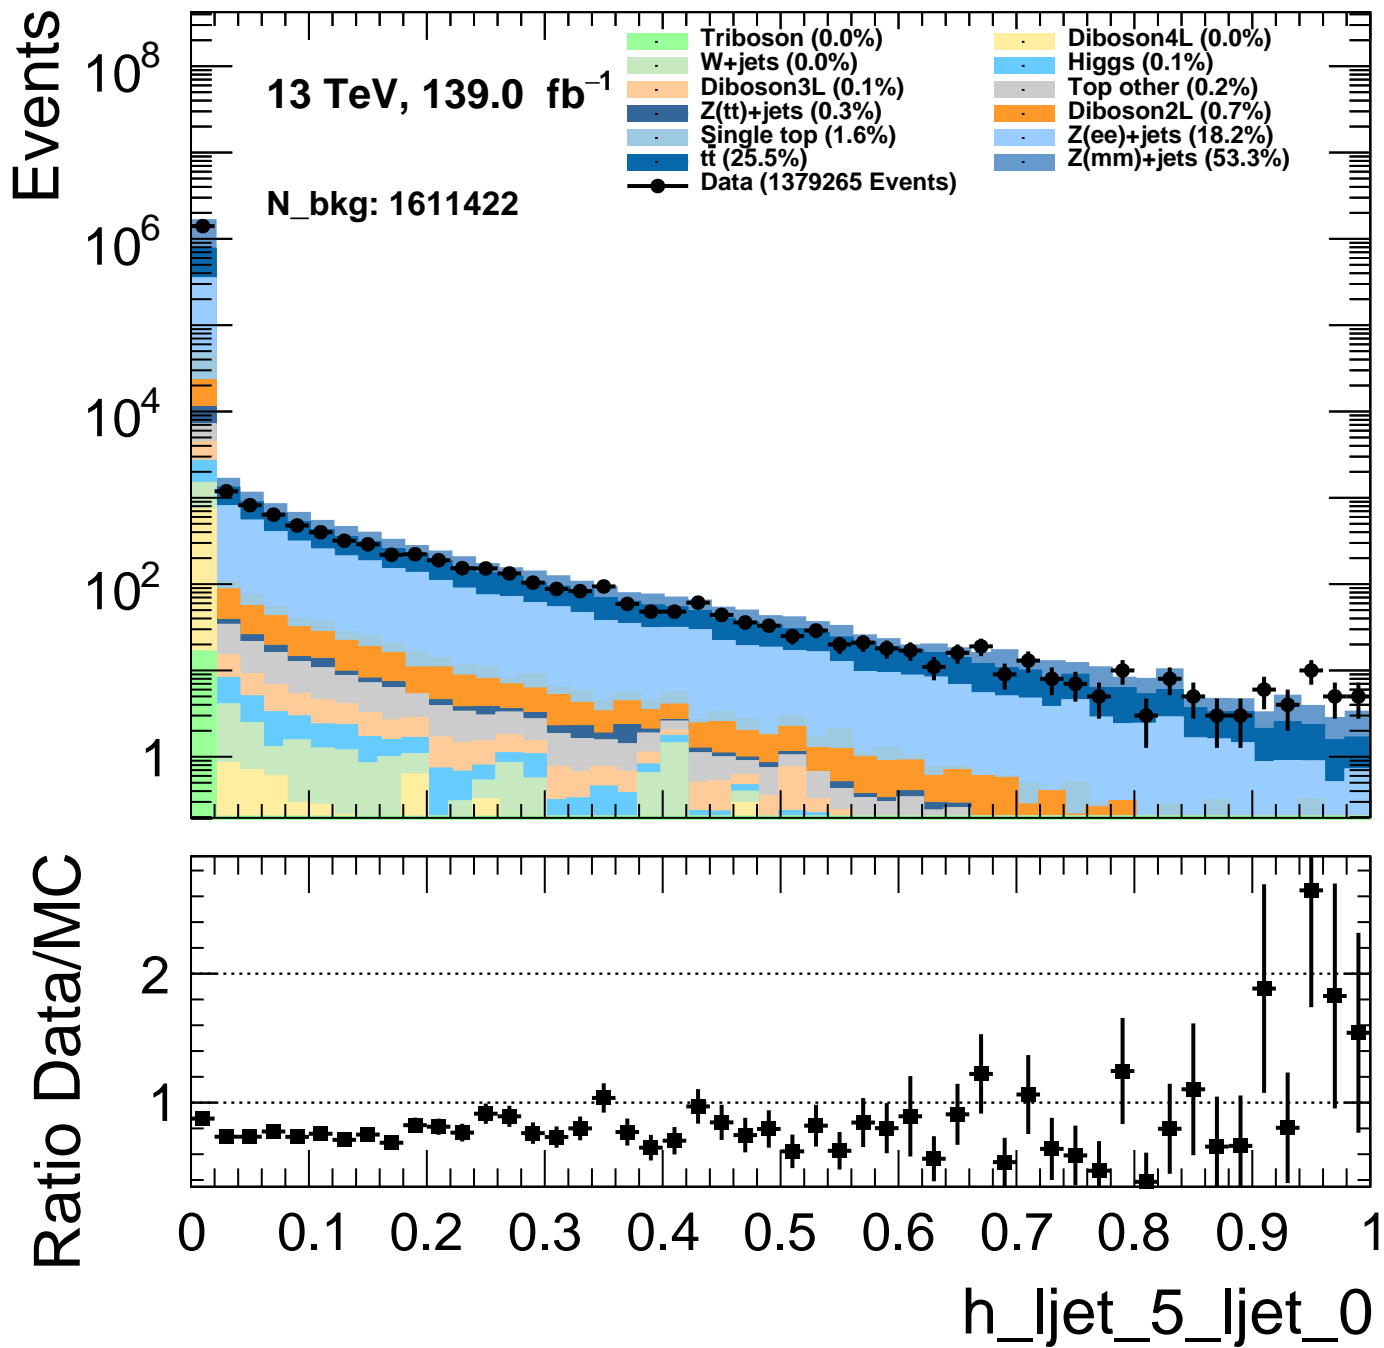 Events
10^8
10^6
10^4
10^2
1
13 TeV, 139.0 fb^−1
N_bkg: 1611422
Triboson (0.0%)
W+jets (0.0%)
Diboson3L (0.1%)
Z(tt)+jets (0.3%)
Single top (1.6%)
tt̄ (25.5%)
Data (1379265 Events)
Diboson4L (0.0%)
Higgs (0.1%)
Top other (0.2%)
Diboson2L (0.7%)
Z(ee)+jets (18.2%)
Z(mm)+jets (53.3%)
Ratio Data/MC
2
1
0 0.1 0.2 0.3 0.4 0.5 0.6 0.7 0.8 0.9 1
h_ljet_5_ljet_0